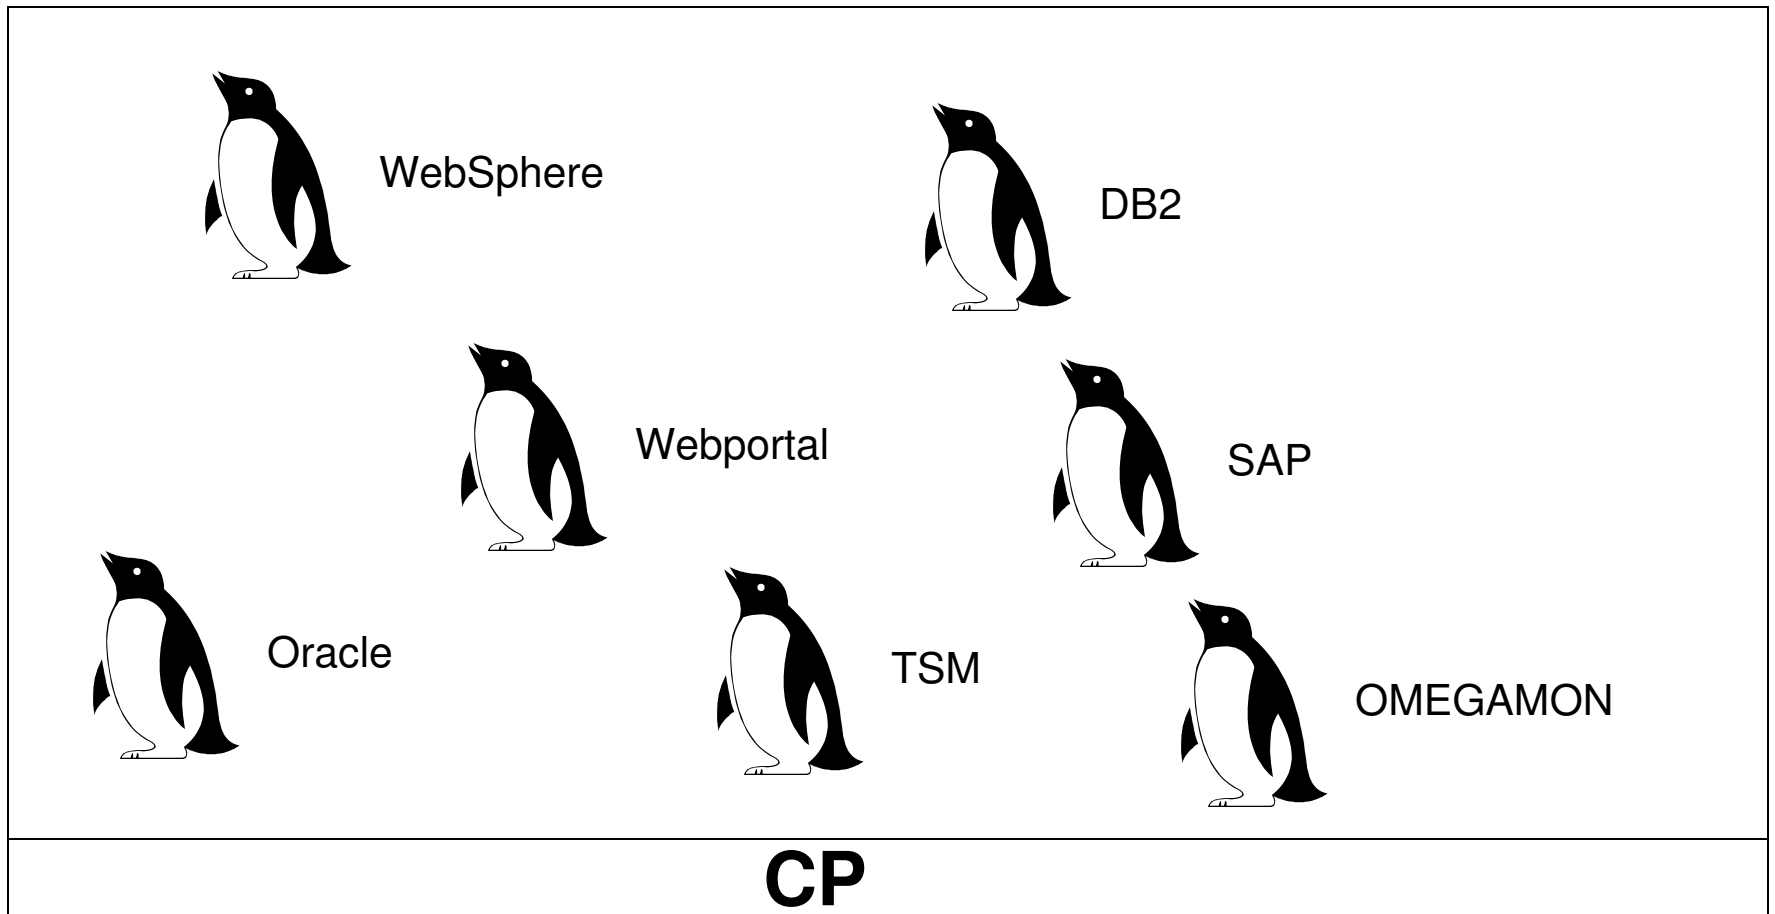 WebSphere
DB2
Webportal
SAP
Oracle
TSM
OMEGAMON
CP